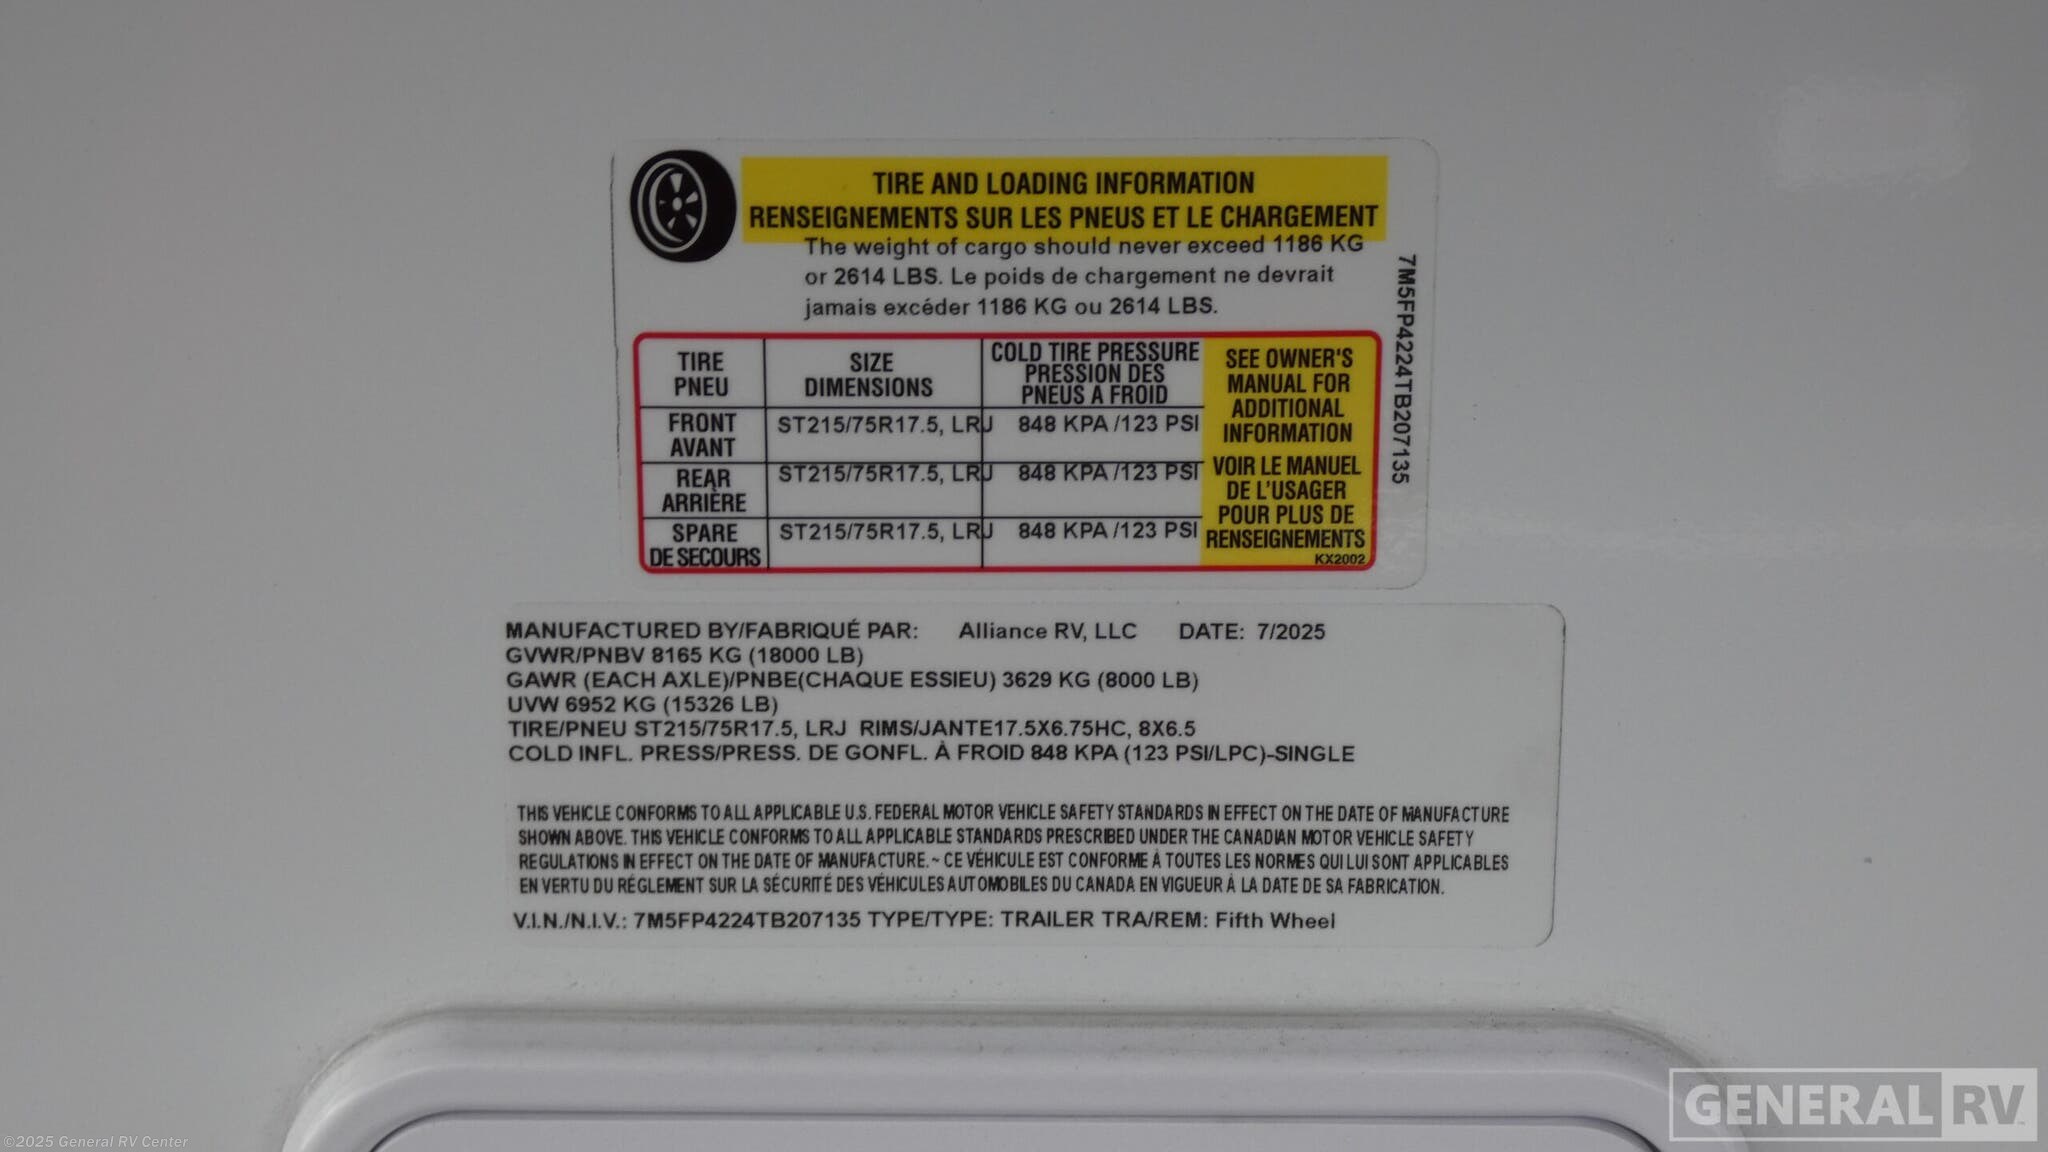 TIRE AND LOADING INFORMATION
RENSEIGNEMENTS SUR LES PNEUS ET LE CHARGEMENT
The weight of cargo should never exceed 1186 KG
or 2614 LBS. Le poids de chargement ne devrait
jamais excéder 1186 KG ou 2614 LBS.
7M5FP4224TB207135
TIRE
PNEU
SIZE
DIMENSIONS
COLD TIRE PRESSURE
PRESSION DES
PNEUS A FROID
FRONT
AVANT
ST215/75R17.5, LRJ
848 KPA /123 PSI
REAR
ARRIÈRE
ST215/75R17.5, LRJ
848 KPA /123 PSI
SPARE
DE SECOURS
ST215/75R17.5, LRJ
848 KPA /123 PSI
SEE OWNER'S
MANUAL FOR
ADDITIONAL
INFORMATION
VOIR LE MANUEL
DE L'USAGER
POUR PLUS DE
RENSEIGNEMENTS
KX2002
MANUFACTURED BY/FABRIQUÉ PAR: Alliance RV, LLC DATE: 7/2025
GVWR/PNBV 8165 KG (18000 LB)
GAWR (EACH AXLE)/PNBE(CHAQUE ESSIEU) 3629 KG (8000 LB)
UVW 6952 KG (15326 LB)
TIRE/PNEU ST215/75R17.5, LRJ RIMS/JANTE17.5X6.75HC, 8X6.5
COLD INFL. PRESS/PRESS. DE GONFL. À FROID 848 KPA (123 PSI/LPC)-SINGLE
THIS VEHICLE CONFORMS TO ALL APPLICABLE U.S. FEDERAL MOTOR VEHICLE SAFETY STANDARDS IN EFFECT ON THE DATE OF MANUFACTURE
SHOWN ABOVE. THIS VEHICLE CONFORMS TO ALL APPLICABLE STANDARDS PRESCRIBED UNDER THE CANADIAN MOTOR VEHICLE SAFETY
REGULATIONS IN EFFECT ON THE DATE OF MANUFACTURE. ~ CE VÉHICULE EST CONFORME À TOUTES LES NORMES QUI LUI SONT APPLICABLES
EN VERTU DU RÉGLEMENT SUR LA SÉCURITÉ DES VÉHICULES AUTOMOBILES DU CANADA EN VIGUEUR À LA DATE DE SA FABRICATION.
V.I.N./N.I.V.: 7M5FP4224TB207135 TYPE/TYPE: TRAILER TRA/REM: Fifth Wheel
GENERAL RV
©2025 General RV Center